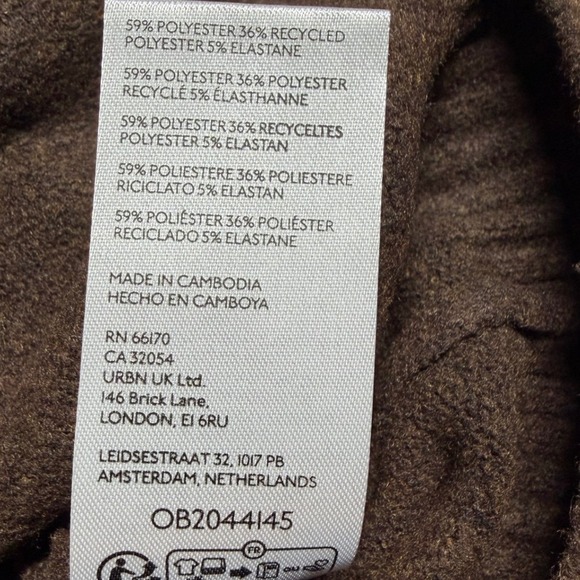 59% POLYESTER 36% RECYCLED
POLYESTER 5% ELASTANE
59% POLYESTER 36% POLYESTER
RECYCLÉ 5% ÉLASTHANNE
59% POLYESTER 36% RECYCELTES
POLYESTER 5% ELASTAN
59% POLIESTERE 36% POLIESTERE
RICICLATO 5% ELASTAN
59% POLIÉSTER 36% POLIÉSTER
RECICLADO 5% ELASTANE
MADE IN CAMBODIA
HECHO EN CAMBOYA
RN 66170
CA 32054
URBN UK Ltd.
146 Brick Lane,
LONDON, E1 6RU
LEIDSESTRAAT 32, 1017 PB
AMSTERDAM, NETHERLANDS
OB2044145
FR